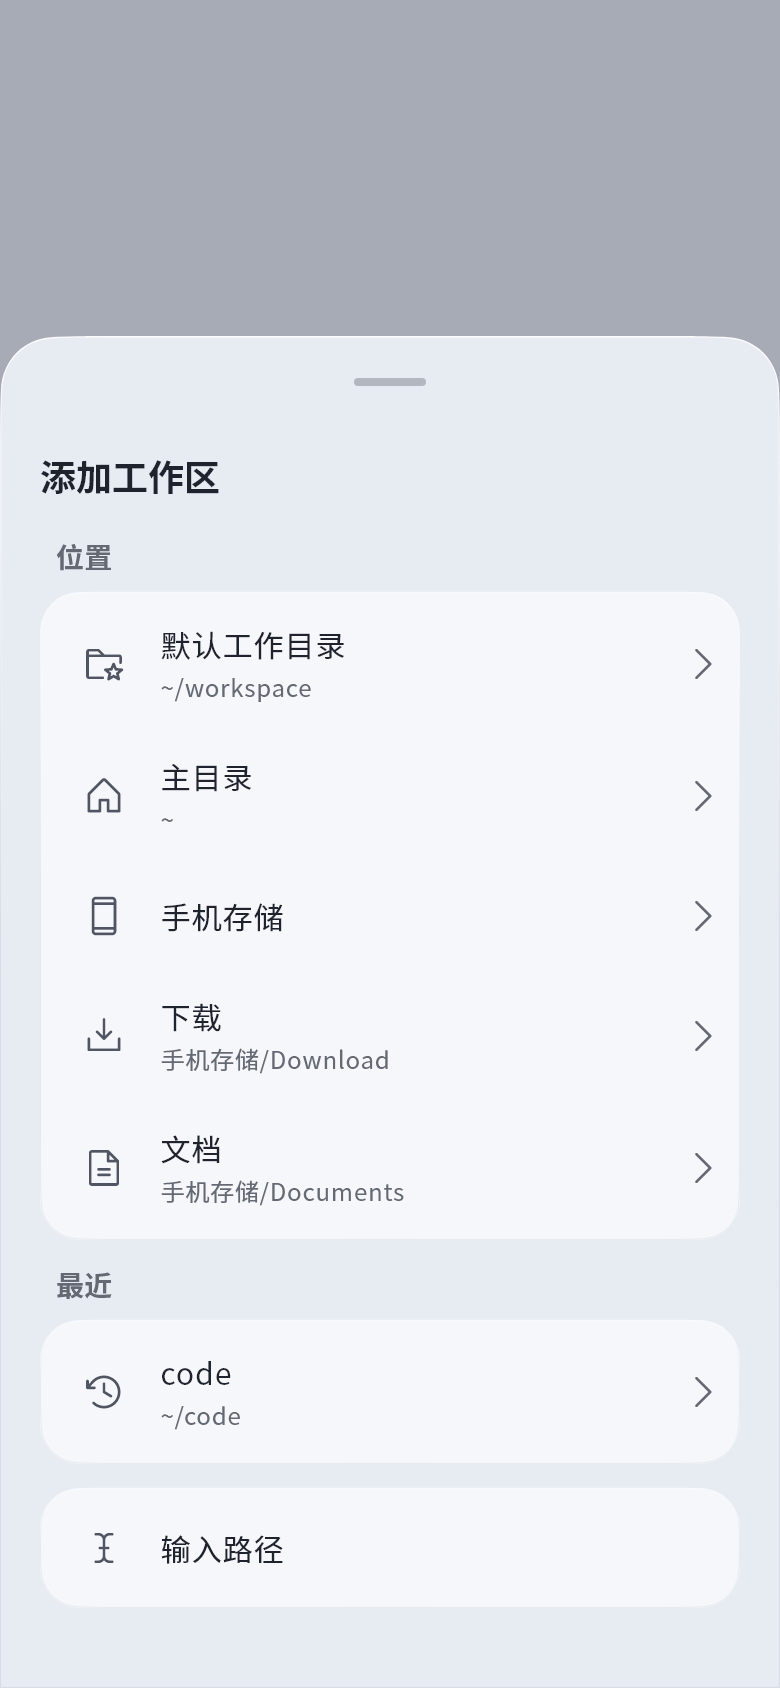 添加工作区
位置
默认工作目录
~/workspace
主目录
~
手机存储
下载
手机存储/Download
文档
手机存储/Documents
最近
code
~/code
输入路径